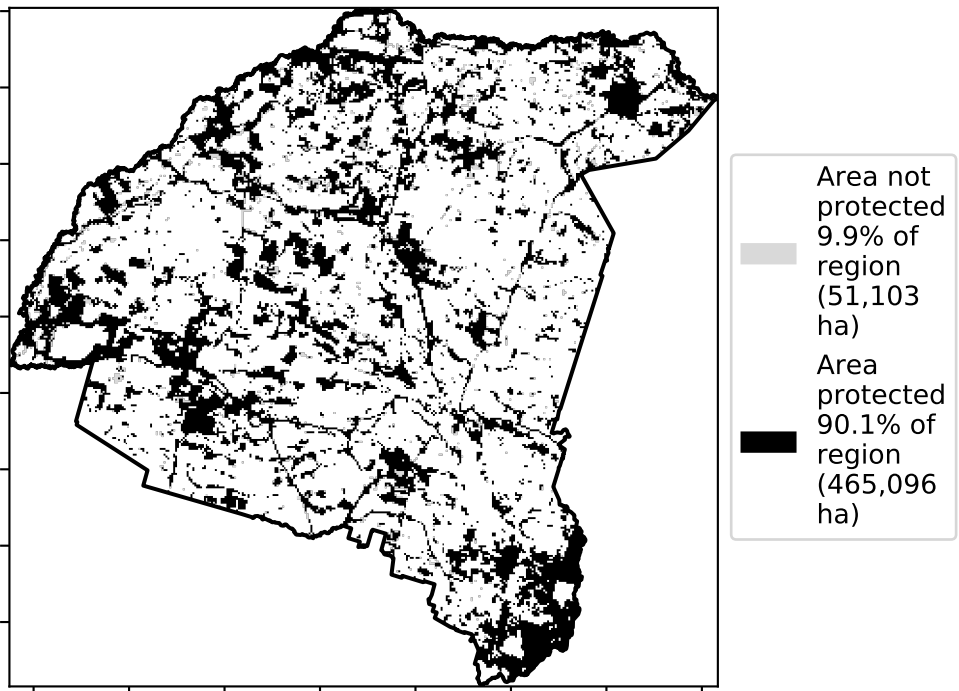 Area not
protected
9.9% of
region
(51,103
ha)
Area
protected
90.1% of
region
(465,096
ha)